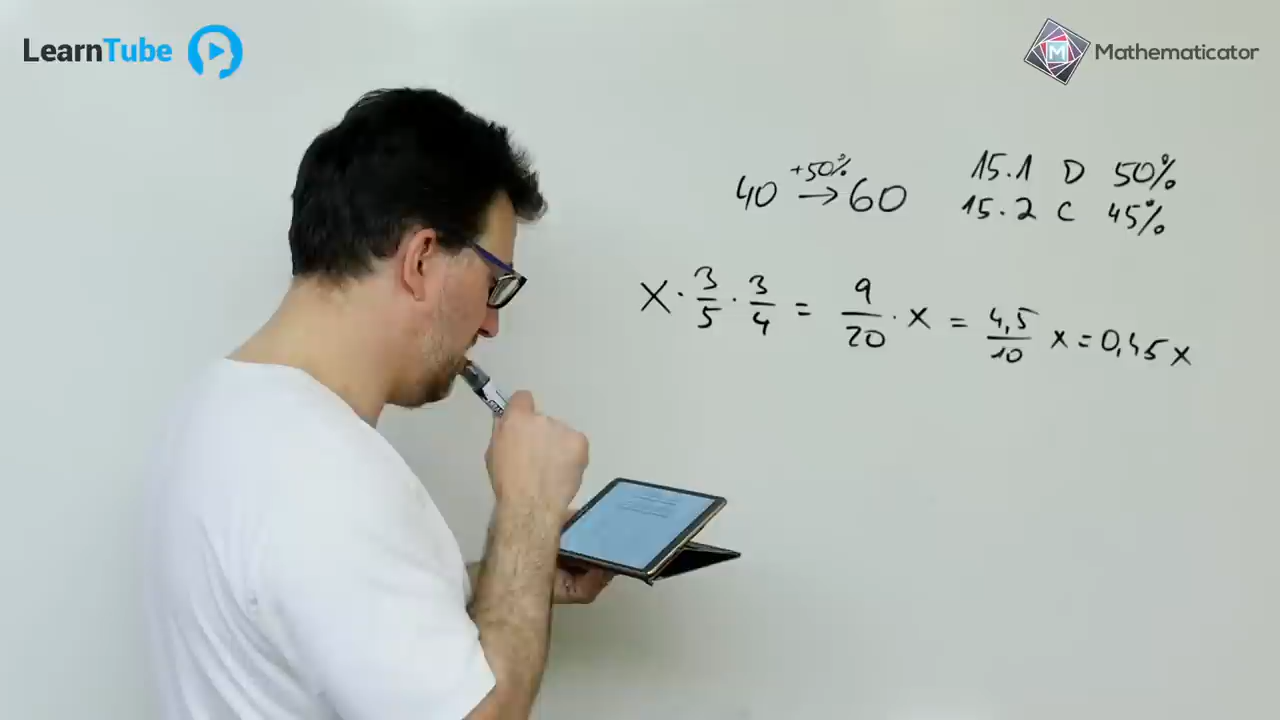 LearnTube
Mathematicator
40 +50% → 60
15.1 D 50%
15.2 C 45%
x · 3/5 · 3/4 = 9/20 · x = 4,5/10 x = 0,45x